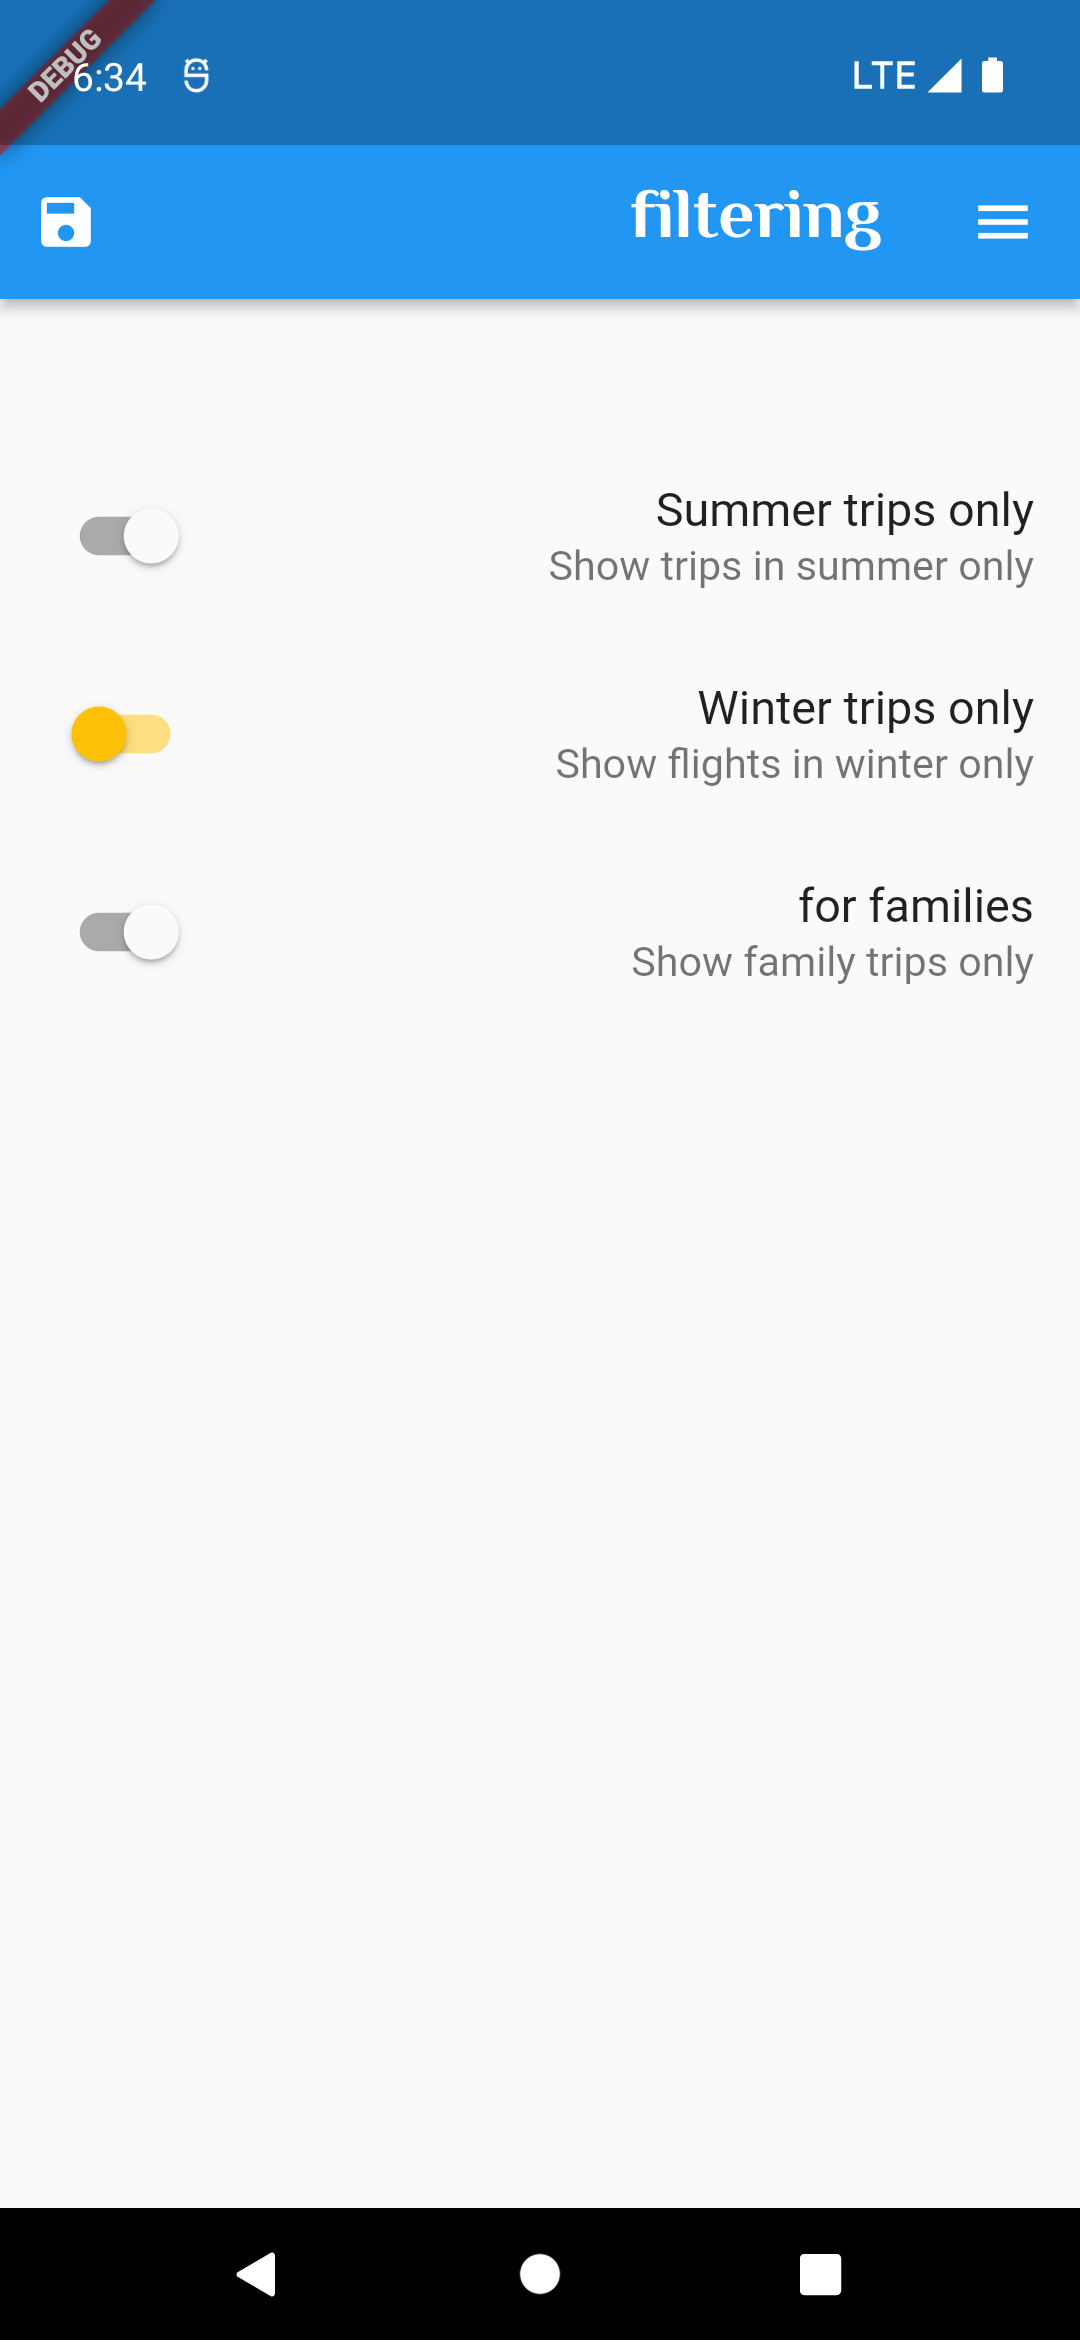 DEBUG
6:34
LTE
filtering
Summer trips only
Show trips in summer only
Winter trips only
Show flights in winter only
for families
Show family trips only